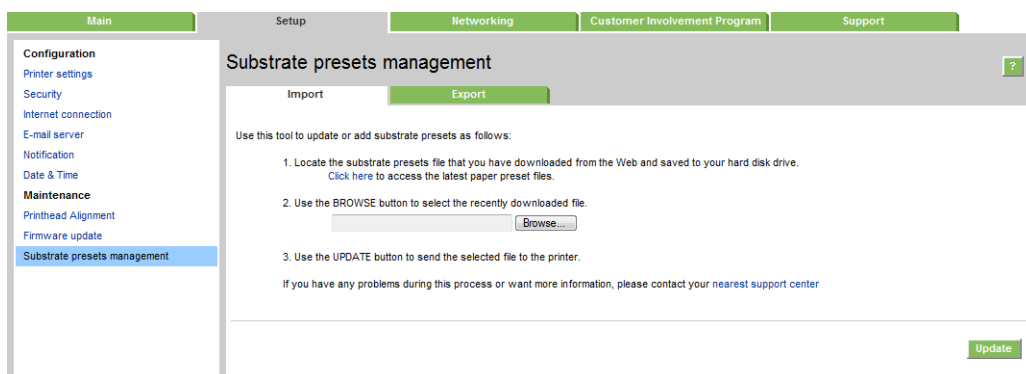 Main Setup Networking Customer Involvement Program Support
Configuration
Printer settings
Security
Internet connection
E-mail server
Notification
Date & Time
Maintenance
Printhead Alignment
Firmware update
Substrate presets management
Substrate presets management
?
Import Export
Use this tool to update or add substrate presets as follows:
1. Locate the substrate presets file that you have downloaded from the Web and saved to your hard disk drive.
Click here to access the latest paper preset files.
2. Use the BROWSE button to select the recently downloaded file.
Browse...
3. Use the UPDATE button to send the selected file to the printer.
If you have any problems during this process or want more information, please contact your nearest support center
Update